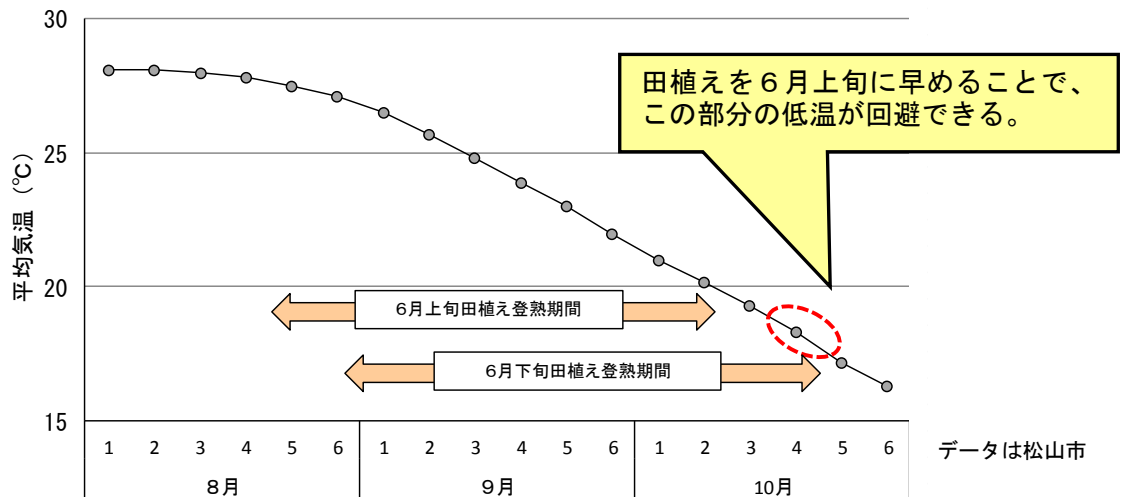 30
25
20
15
平均気温（℃）
田植えを６月上旬に早めることで、
この部分の低温が回避できる。
６月上旬田植え登熟期間
６月下旬田植え登熟期間
1 2 3 4 5 6 1 2 3 4 5 6 1 2 3 4 5 6
８月 ９月 10月
データは松山市